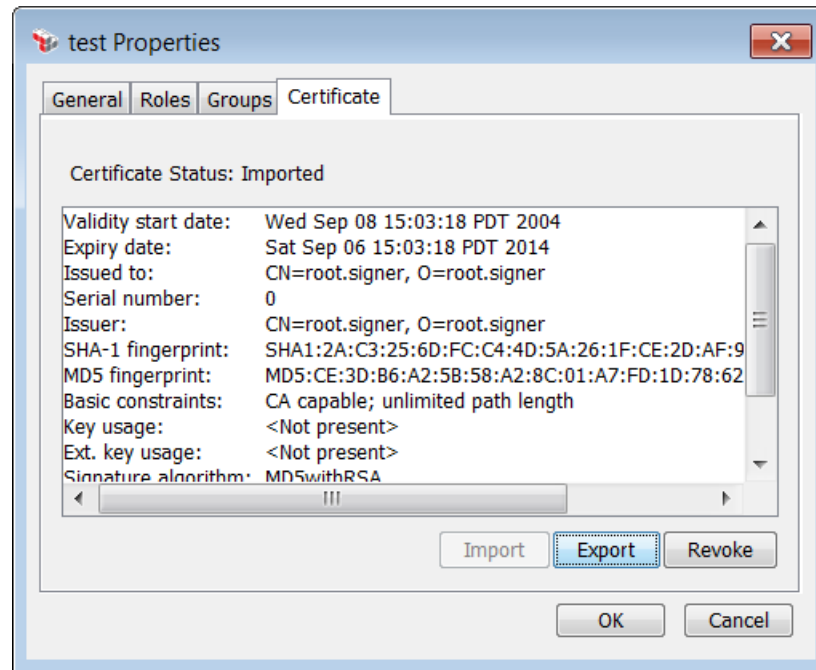 test Properties
General Roles Groups Certificate
Certificate Status: Imported
Validity start date: Wed Sep 08 15:03:18 PDT 2004
Expiry date: Sat Sep 06 15:03:18 PDT 2014
Issued to: CN=root.signer, O=root.signer
Serial number: 0
Issuer: CN=root.signer, O=root.signer
SHA-1 fingerprint: SHA1:2A:C3:25:6D:FC:C4:4D:5A:26:1F:CE:2D:AF:9
MD5 fingerprint: MD5:CE:3D:B6:A2:5B:58:A2:8C:01:A7:FD:1D:78:62
Basic constraints: CA capable; unlimited path length
Key usage: <Not present>
Ext. key usage: <Not present>
Signature algorithm: MD5withRSA
Import Export Revoke
OK Cancel